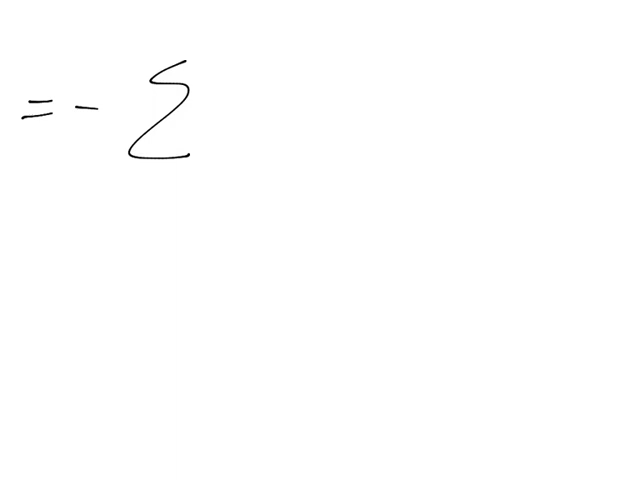 = - Σ